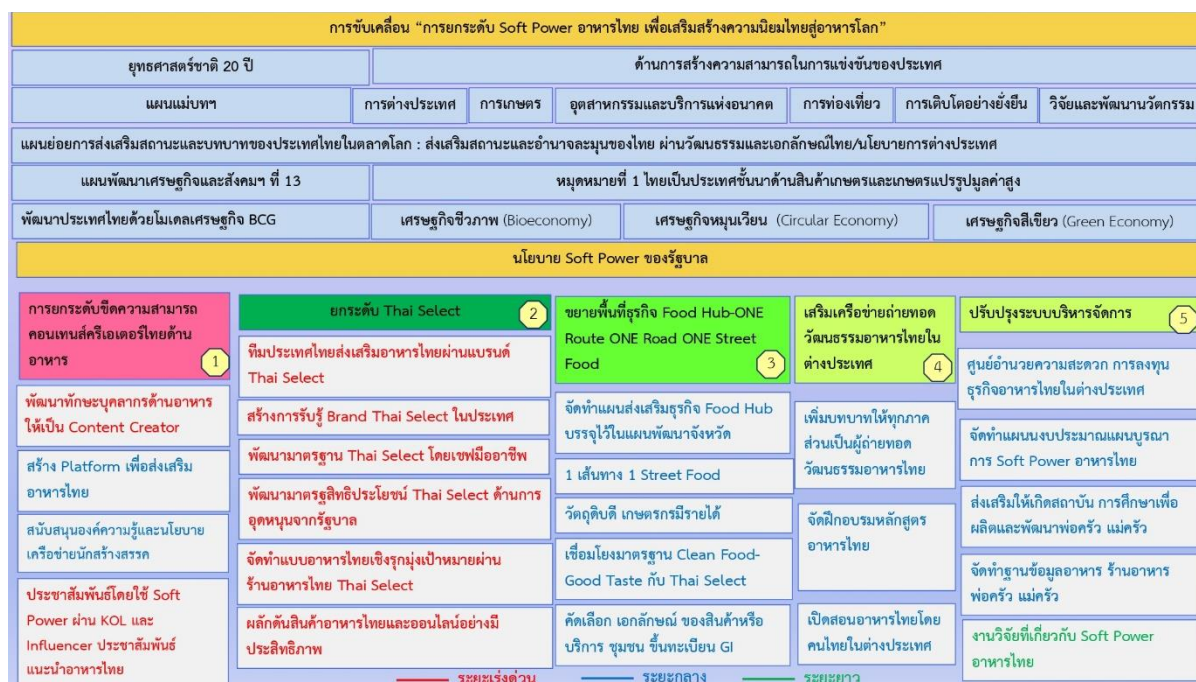 การขับเคลื่อน “การยกระดับ Soft Power อาหารไทย เพื่อเสริมสร้างความนิยมไทยสู่อาหารโลก”
ยุทธศาสตร์ชาติ 20 ปี
ด้านการสร้างความสามารถในการแข่งขันของประเทศ
แผนแม่บทฯ
การต่างประเทศ
การเกษตร
อุตสาหกรรมและบริการแห่งอนาคต
การท่องเที่ยว
การเติบโตอย่างยั่งยืน
วิจัยและพัฒนานวัตกรรม
แผนย่อยการส่งเสริมสถานะและบทบาทของประเทศไทยในตลาดโลก : ส่งเสริมสถานะและอำนาจละมุนของไทย ผ่านวัฒนธรรมและเอกลักษณ์ไทย/นโยบายการต่างประเทศ
แผนพัฒนาเศรษฐกิจและสังคมฯ ที่ 13
หมุดหมายที่ 1 ไทยเป็นประเทศชั้นนำด้านสินค้าเกษตรและเกษตรแปรรูปมูลค่าสูง
พัฒนาประเทศไทยด้วยโมเดลเศรษฐกิจ BCG
เศรษฐกิจชีวภาพ (Bioeconomy)
เศรษฐกิจหมุนเวียน (Circular Economy)
เศรษฐกิจสีเขียว (Green Economy)
นโยบาย Soft Power ของรัฐบาล
การยกระดับขีดความสามารถ
คอนเทนส์ครีเอเตอร์ไทยด้าน
อาหาร
1
พัฒนาทักษะบุคลากรด้านอาหาร
ให้เป็น Content Creator
สร้าง Platform เพื่อส่งเสริม
อาหารไทย
สนับสนุนองค์ความรู้และนโยบาย
เครือข่ายนักสร้างสรรค
ประชาสัมพันธ์โดยใช้ Soft
Power ผ่าน KOL และ
Influencer ประชาสัมพันธ์
แนะนำอาหารไทย
ยกระดับ Thai Select
2
ทีมประเทศไทยส่งเสริมอาหารไทยผ่านแบรนด์
Thai Select
สร้างการรับรู้ Brand Thai Select ในประเทศ
พัฒนามาตรฐาน Thai Select โดยเชฟมืออาชีพ
พัฒนามาตรฐสิทธิประโยชน์ Thai Select ด้านการ
อุดหนุนจากรัฐบาล
จัดทำแบบอาหารไทยเชิงรุกมุ่งเป้าหมายผ่าน
ร้านอาหารไทย Thai Select
ผลักดันสินค้าอาหารไทยและออนไลน์อย่างมี
ประสิทธิภาพ
ขยายพื้นที่ธุรกิจ Food Hub-ONE
Route ONE Road ONE Street
Food
3
จัดทำแผนส่งเสริมธุรกิจ Food Hub
บรรจุไว้ในแผนพัฒนาจังหวัด
1 เส้นทาง 1 Street Food
วัตถุดิบดี เกษตรกรมีรายได้
เชื่อมโยงมาตรฐาน Clean Food-
Good Taste กับ Thai Select
คัดเลือก เอกลักษณ์ ของสินค้าหรือ
บริการ ชุมชน ขึ้นทะเบียน GI
เสริมเครือข่ายถ่ายทอด
วัฒนธรรมอาหารไทยใน
ต่างประเทศ
4
เพิ่มบทบาทให้ทุกภาค
ส่วนเป็นผู้ถ่ายทอด
วัฒนธรรมอาหารไทย
จัดฝึกอบรมหลักสูตร
อาหารไทย
เปิดสอนอาหารไทยโดย
คนไทยในต่างประเทศ
ปรับปรุงระบบบริหารจัดการ
5
ศูนย์อำนวยความสะดวก การลงทุน
ธุรกิจอาหารไทยในต่างประเทศ
จัดทำแผนงบประมาณแผนบูรณา
การ Soft Power อาหารไทย
ส่งเสริมให้เกิดสถาบัน การศึกษาเพื่อ
ผลิตและพัฒนาพ่อครัว แม่ครัว
จัดทำฐานข้อมูลอาหาร ร้านอาหาร
พ่อครัว แม่ครัว
งานวิจัยที่เกี่ยวกับ Soft Power
อาหารไทย
ระยะเร่งด่วน
ระยะกลาง
ระยะยาว